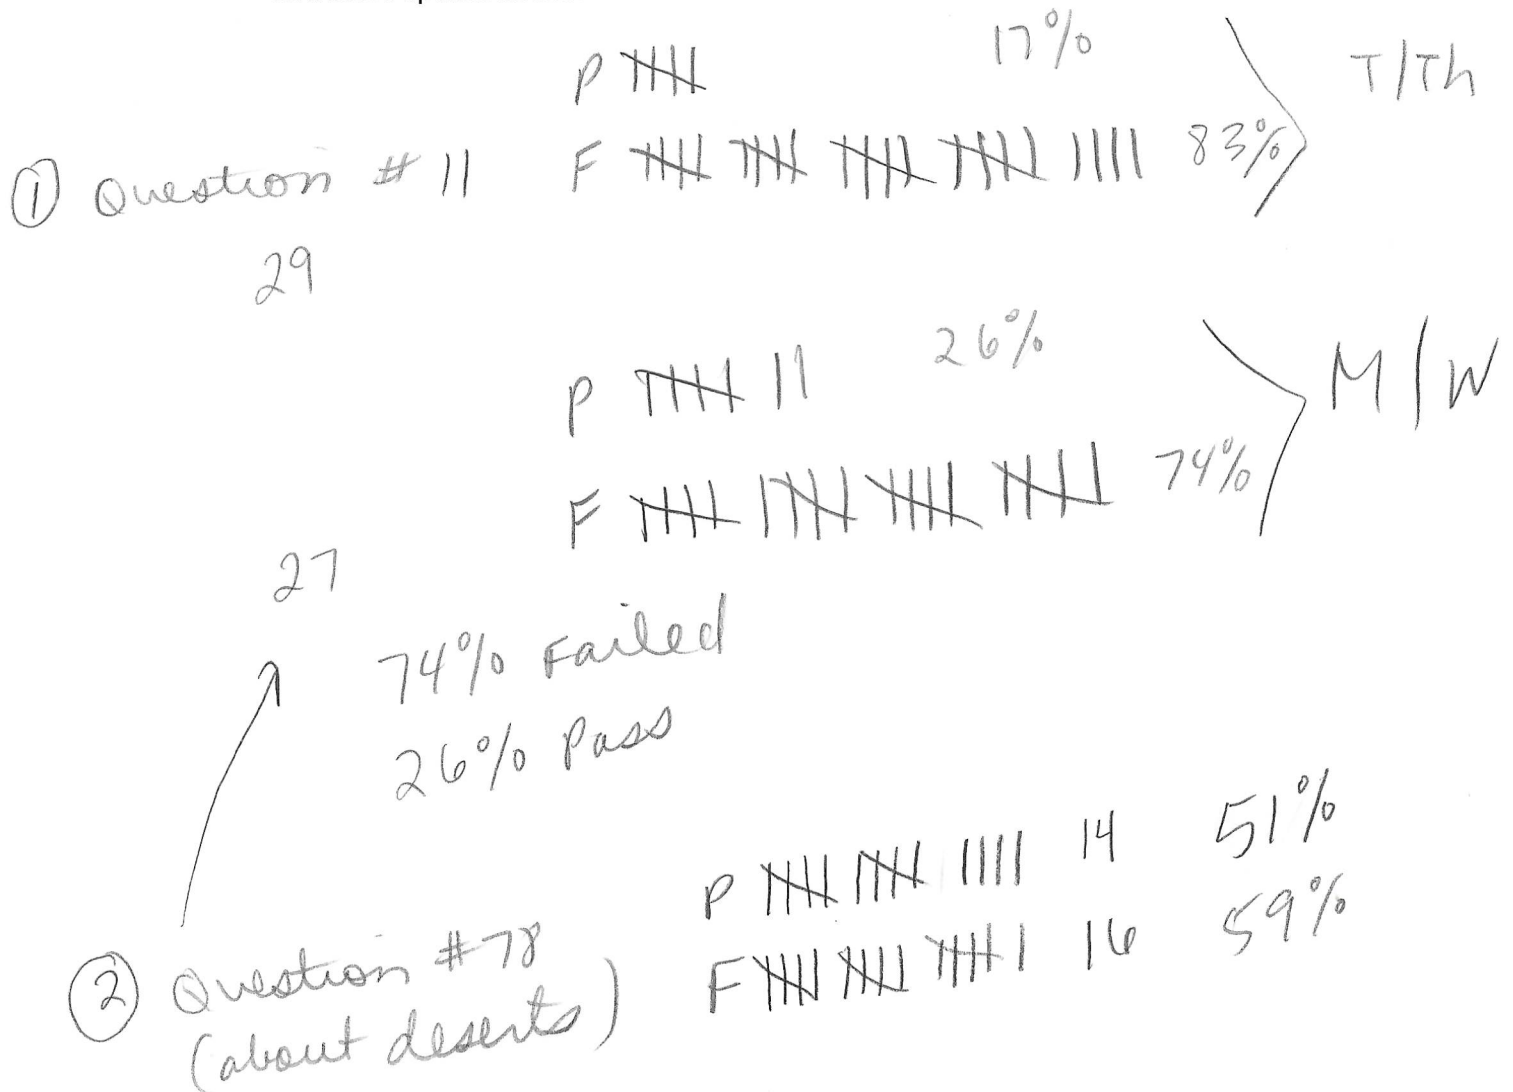 P 17%
T/Th
① Question # 11 F 83%
29
P 26%
M/W
F 74%
27
74% Failed
26% Pass
P 14 51%
② Question #78 F 16 59%
(about deserts)